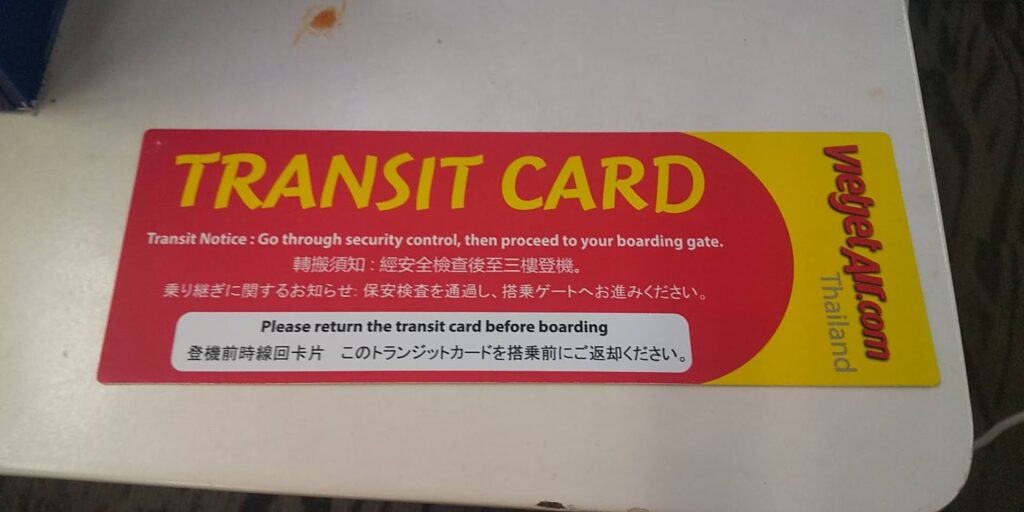 TRANSIT CARD
Transit Notice : Go through security control, then proceed to your boarding gate.
轉搬須知 : 經安全檢查後至三樓登機。
乗り継ぎに関するお知らせ: 保安検査を通過し、搭乗ゲートへお進みください。
Please return the transit card before boarding
登機前時線回卡片 このトランジットカードを搭乗前にご返却ください。
vietjetAir.com
Thailand